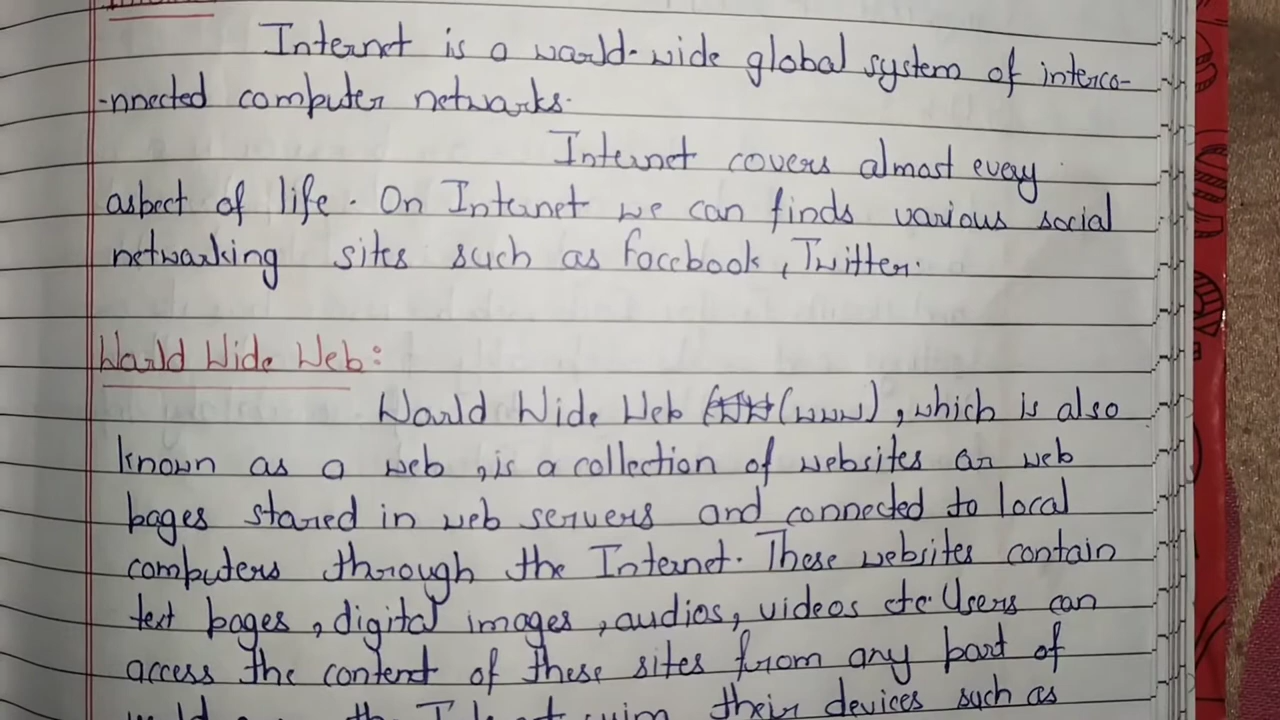 Internet is a world-wide global system of interco-
-nnected computer networks.
Internet covers almost every
aspect of life. On Internet we can finds various social
networking sites such as Facebook, Twitter.
World Wide Web:
World Wide Web (www), which is also
known as a web, is a collection of websites or web
pages stored in web servers and connected to local
computers through the Internet. These websites contain
text pages, digital images, audios, videos etc. Users can
access the content of these sites from any part of
their devices such as